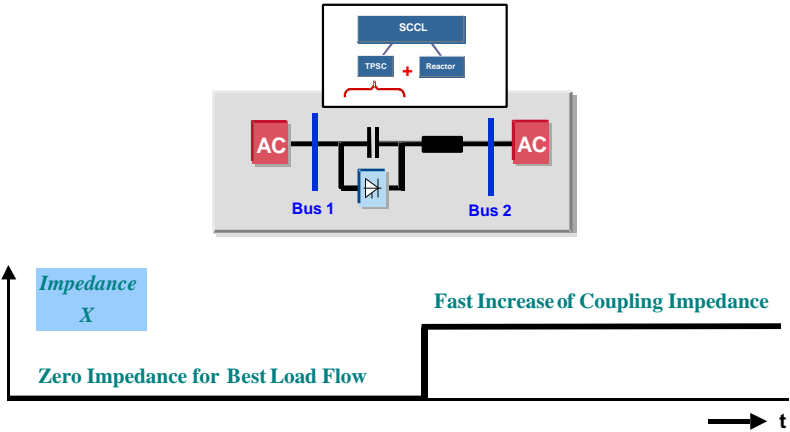 SCCL
TPSC + Reactor
AC AC
Bus 1 Bus 2
Impedance
X
Fast Increase of Coupling Impedance
Zero Impedance for Best Load Flow
t